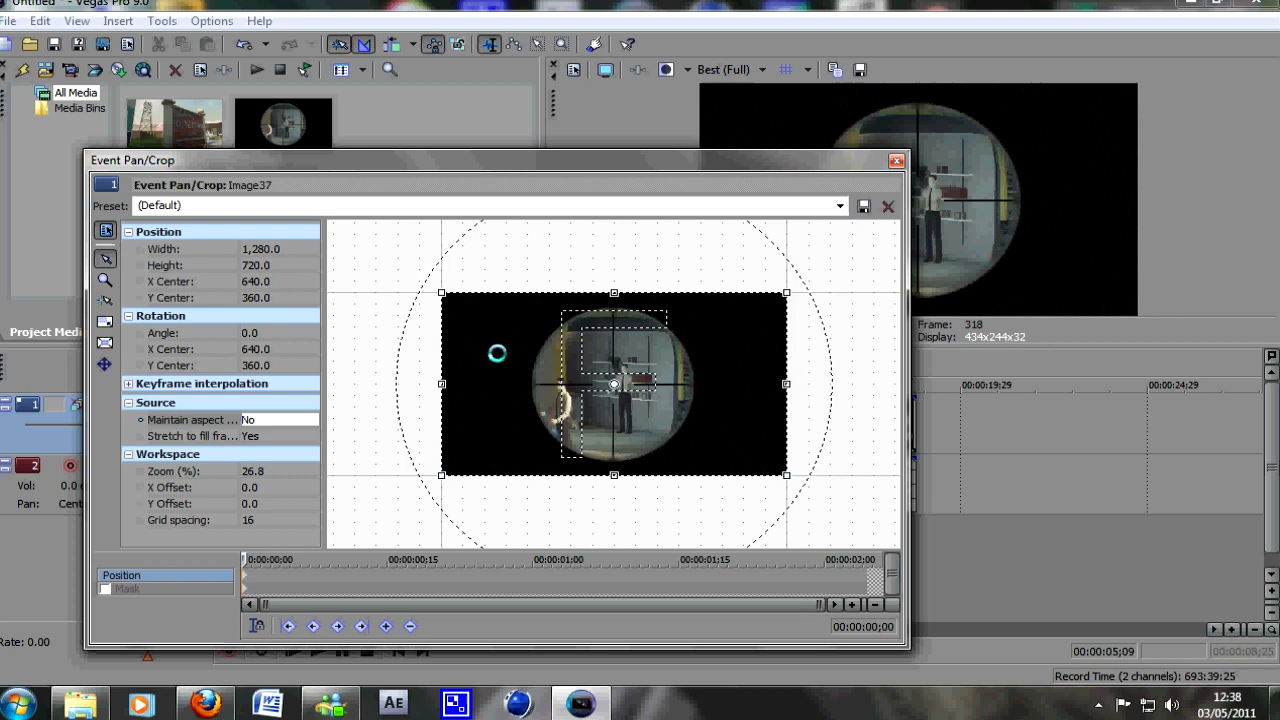 Untitled * - Vegas Pro 9.0
File Edit View Insert Tools Options Help
Best (Full)
All Media
Media Bins
Event Pan/Crop
1 Event Pan/Crop: Image37
Preset: (Default)
Position
Width: 1,280.0
Height: 720.0
X Center: 640.0
Y Center: 360.0
Rotation
Angle: 0.0
X Center: 640.0
Y Center: 360.0
Keyframe interpolation
Source
Maintain aspect ... No
Stretch to fill fra... Yes
Workspace
Zoom (%): 26.8
X Offset: 0.0
Y Offset: 0.0
Grid spacing: 16
Position
Mask
0:00:00;00 00:00:00;15 00:00:01;00 00:00:01;15 00:00:02;00
00:00:00;00
Frame: 318
Display: 434x244x32
Project Med
1
2
Vol: 0.0
Pan: Cent
00:00:19;29 00:00:24;29
Rate: 0.00
00:00:05;09 00:00:08;25
Record Time (2 channels): 693:39:25
W AE
12:38
03/05/2011